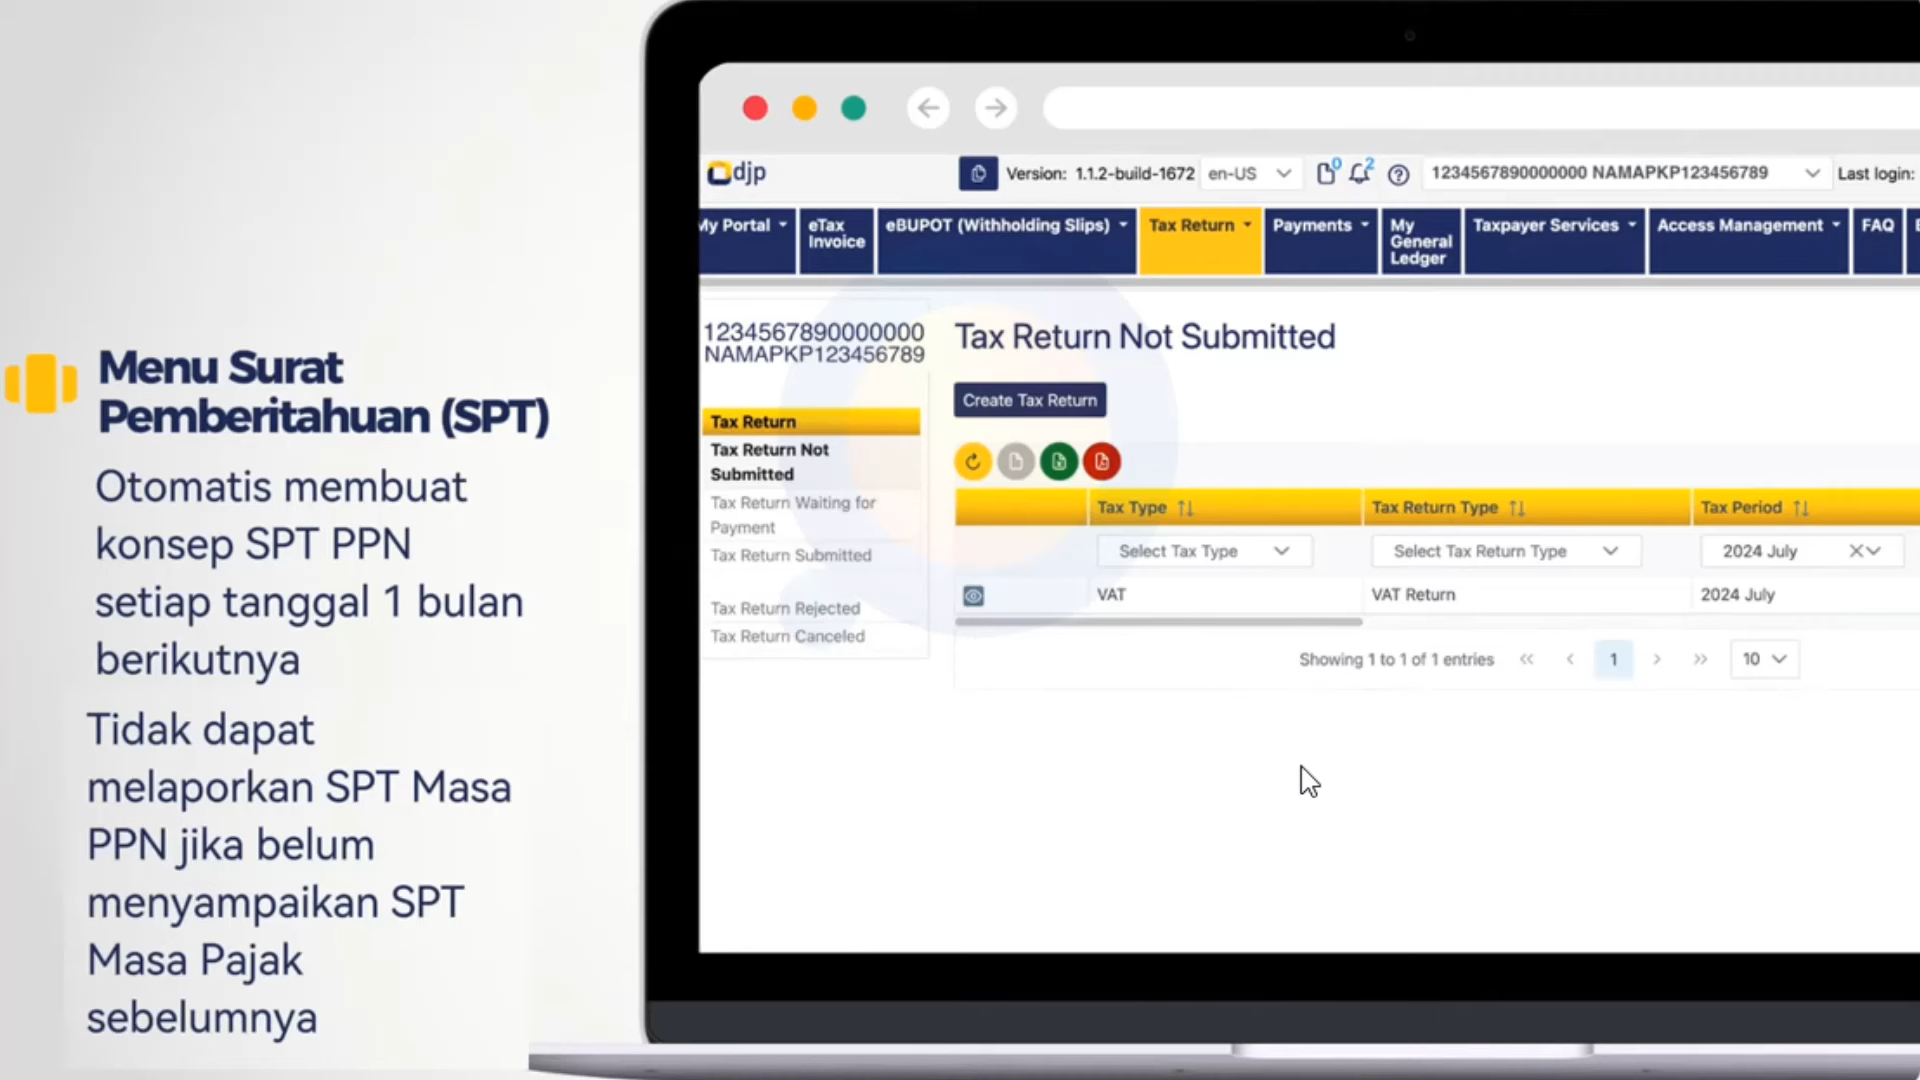 Menu Surat
Pemberitahuan (SPT)
Otomatis membuat
konsep SPT PPN
setiap tanggal 1 bulan
berikutnya
Tidak dapat
melaporkan SPT Masa
PPN jika belum
menyampaikan SPT
Masa Pajak
sebelumnya
djp
Version: 1.1.2-build-1672
en-US
0
2
1234567890000000 NAMAPKP123456789
Last login:
My Portal
eTax
Invoice
eBUPOT (Withholding Slips)
Tax Return
Payments
My
General
Ledger
Taxpayer Services
Access Management
FAQ
1234567890000000
NAMAPKP123456789
Tax Return
Tax Return Not
Submitted
Tax Return Waiting for
Payment
Tax Return Submitted
Tax Return Rejected
Tax Return Canceled
Tax Return Not Submitted
Create Tax Return
Tax Type
Tax Return Type
Tax Period
Select Tax Type
Select Tax Return Type
2024 July
VAT
VAT Return
2024 July
Showing 1 to 1 of 1 entries
1
10